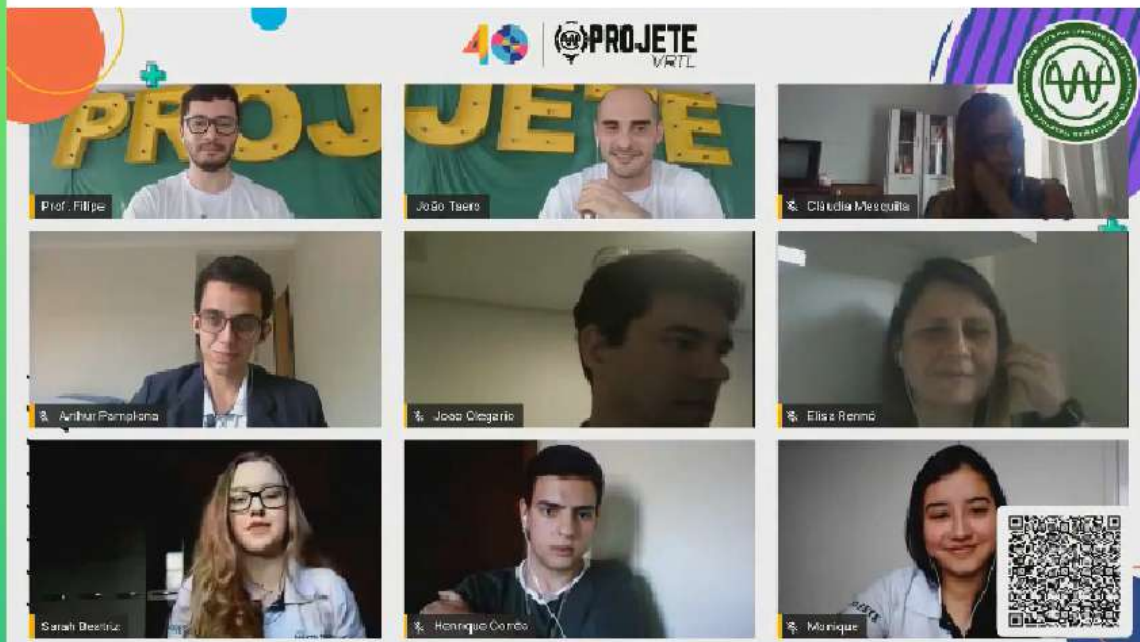 40
PROJETE
VRTL
PROJ
JETE
Prof. Filipe
João Taero
Cláudia Mesquita
Arthur Pamplona
Joao Olegario
Elisa Rennó
Sarah Beatriz
Henrique Corrêa
Monique